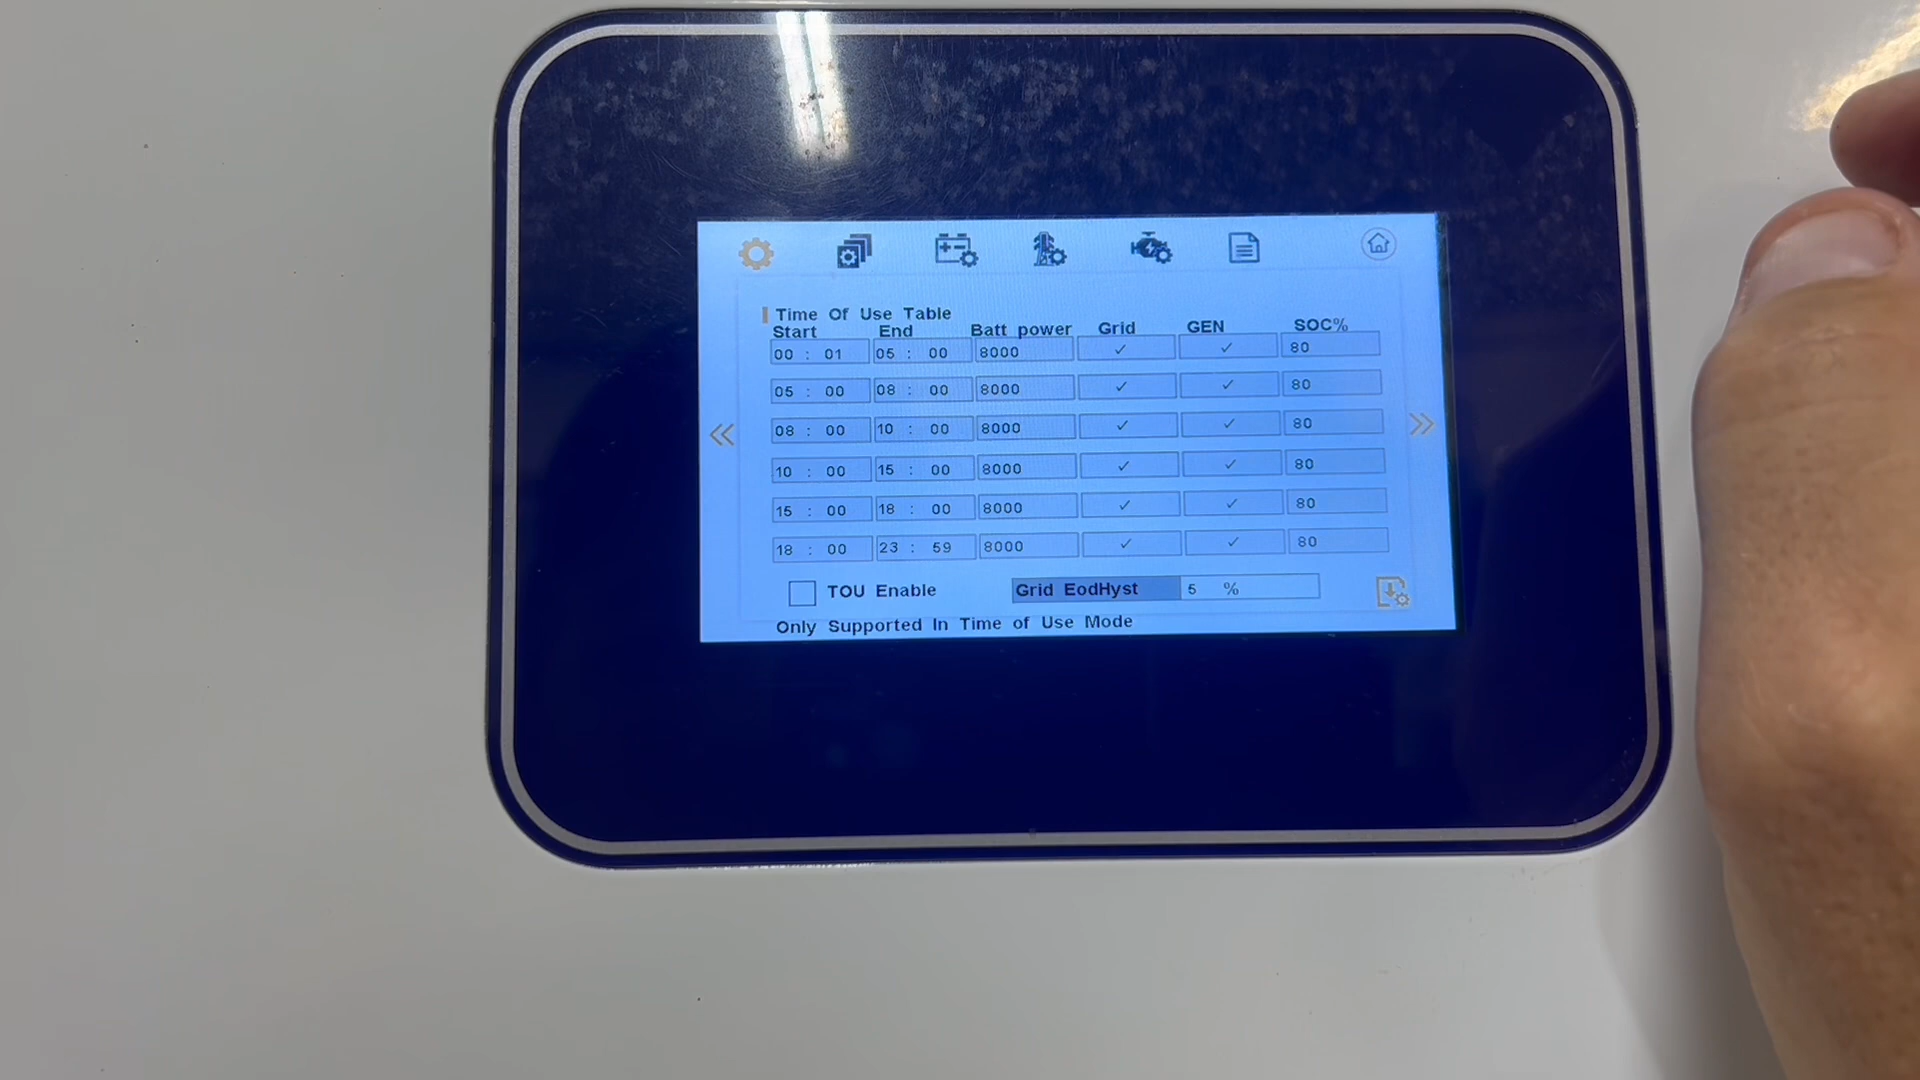 Time Of Use Table
Start End Batt power Grid GEN SOC%
00 : 01 05 : 00 8000 ✓ ✓ 80
05 : 00 08 : 00 8000 ✓ ✓ 80
08 : 00 10 : 00 8000 ✓ ✓ 80
10 : 00 15 : 00 8000 ✓ ✓ 80
15 : 00 18 : 00 8000 ✓ ✓ 80
18 : 00 23 : 59 8000 ✓ ✓ 80
TOU Enable Grid EodHyst 5 %
Only Supported In Time of Use Mode